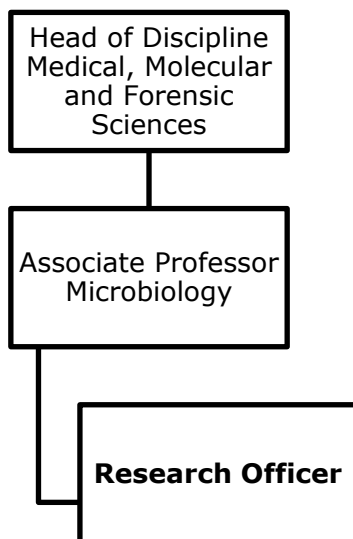 Head of Discipline
Medical, Molecular
and Forensic
Sciences
Associate Professor
Microbiology
Research Officer